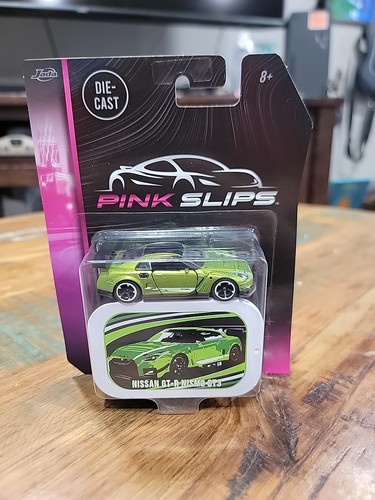 Jada
DIE-
CAST
8+
PINK SLIPS
NISSAN GT-R NISMO GT3